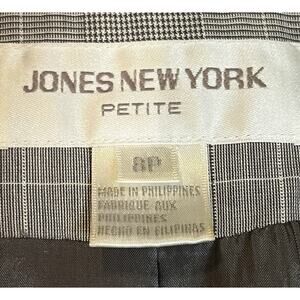 JONES NEW YORK
PETITE
8P
MADE IN PHILIPPINES
FABRIQUE AUX
PHILIPPINES
HECHO EN FILIPINAS